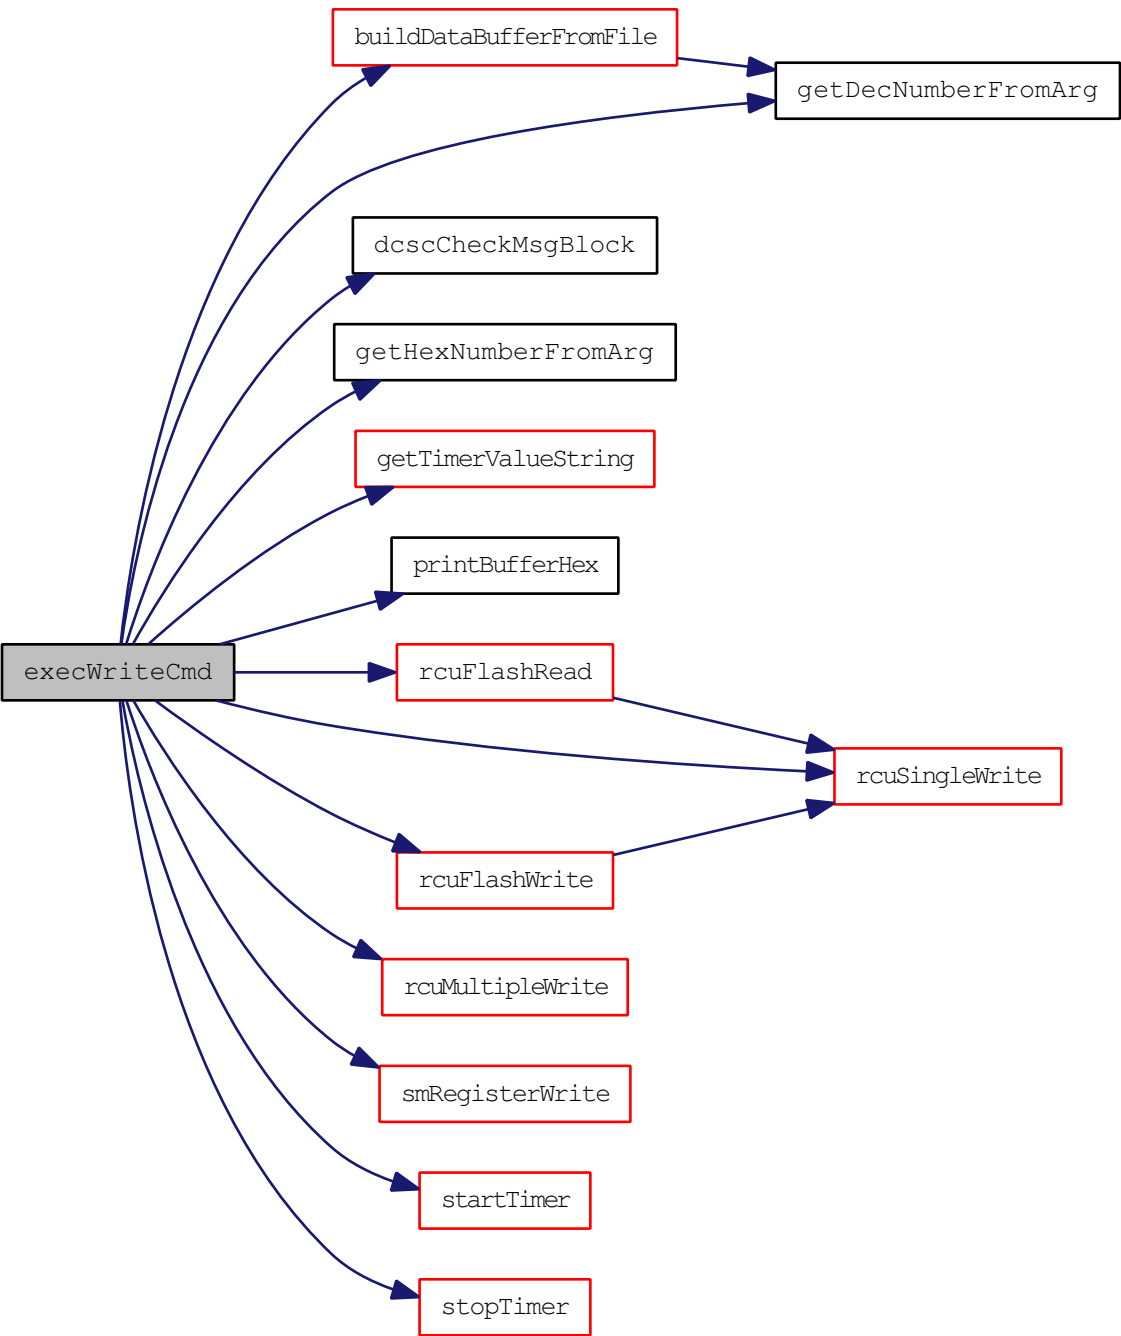 buildDataBufferFromFile
getDecNumberFromArg
dcscCheckMsgBlock
getHexNumberFromArg
getTimerValueString
printBufferHex
execWriteCmd
rcuFlashRead
rcuSingleWrite
rcuFlashWrite
rcuMultipleWrite
smRegisterWrite
startTimer
stopTimer